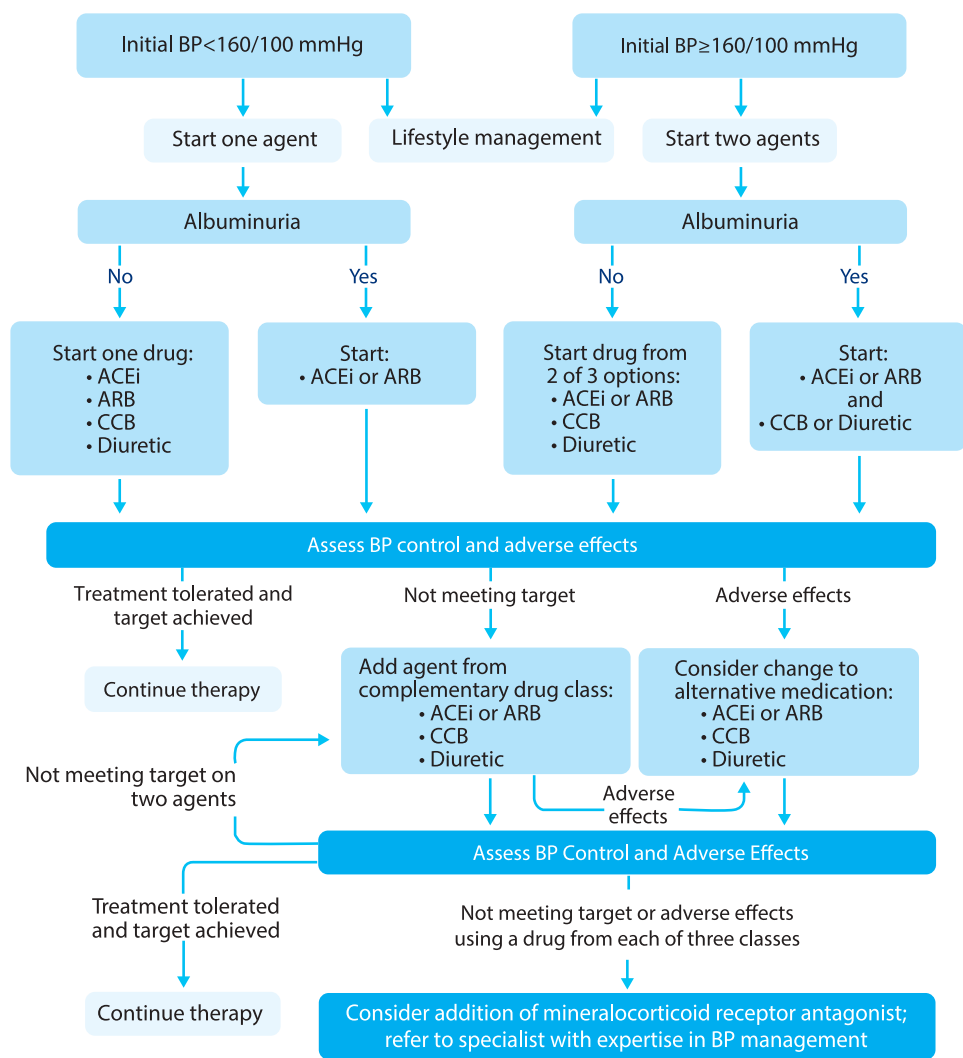 Initial BP<160/100 mmHg
Initial BP≥160/100 mmHg
Start one agent
Lifestyle management
Start two agents
Albuminuria
Albuminuria
No
Yes
No
Yes
Start one drug:
• ACEi
• ARB
• CCB
• Diuretic
Start:
• ACEi or ARB
Start drug from
2 of 3 options:
• ACEi or ARB
• CCB
• Diuretic
Start:
• ACEi or ARB
and
• CCB or Diuretic
Assess BP control and adverse effects
Treatment tolerated and
target achieved
Not meeting target
Adverse effects
Continue therapy
Add agent from
complementary drug class:
• ACEi or ARB
• CCB
• Diuretic
Consider change to
alternative medication:
• ACEi or ARB
• CCB
• Diuretic
Not meeting target on
two agents
Adverse
effects
Assess BP Control and Adverse Effects
Treatment tolerated
and target achieved
Not meeting target or adverse effects
using a drug from each of three classes
Continue therapy
Consider addition of mineralocorticoid receptor antagonist;
refer to specialist with expertise in BP management